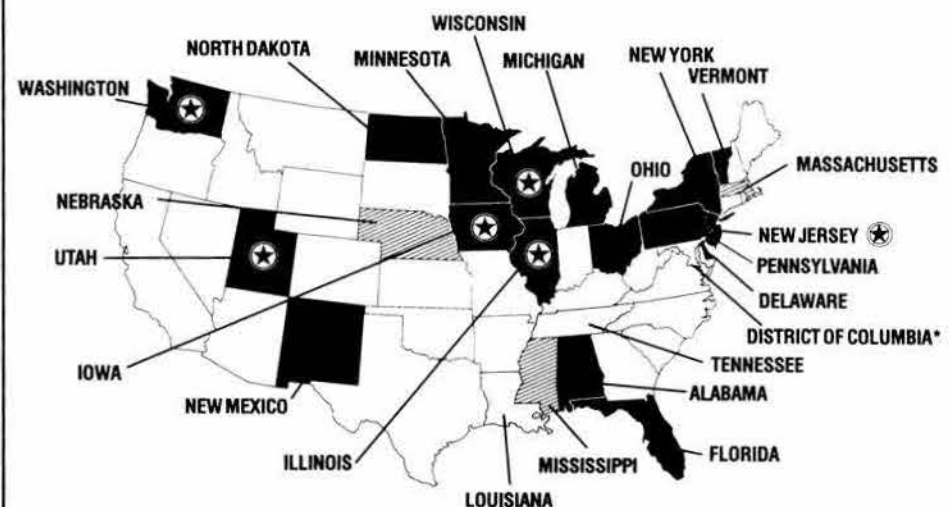 WISCONSIN
NORTH DAKOTA
MINNESOTA
MICHIGAN
NEW YORK
VERMONT
WASHINGTON
MASSACHUSETTS
OHIO
NEBRASKA
NEW JERSEY
UTAH
PENNSYLVANIA
DELAWARE
DISTRICT OF COLUMBIA*
TENNESSEE
IOWA
ALABAMA
NEW MEXICO
FLORIDA
ILLINOIS
MISSISSIPPI
LOUISIANA